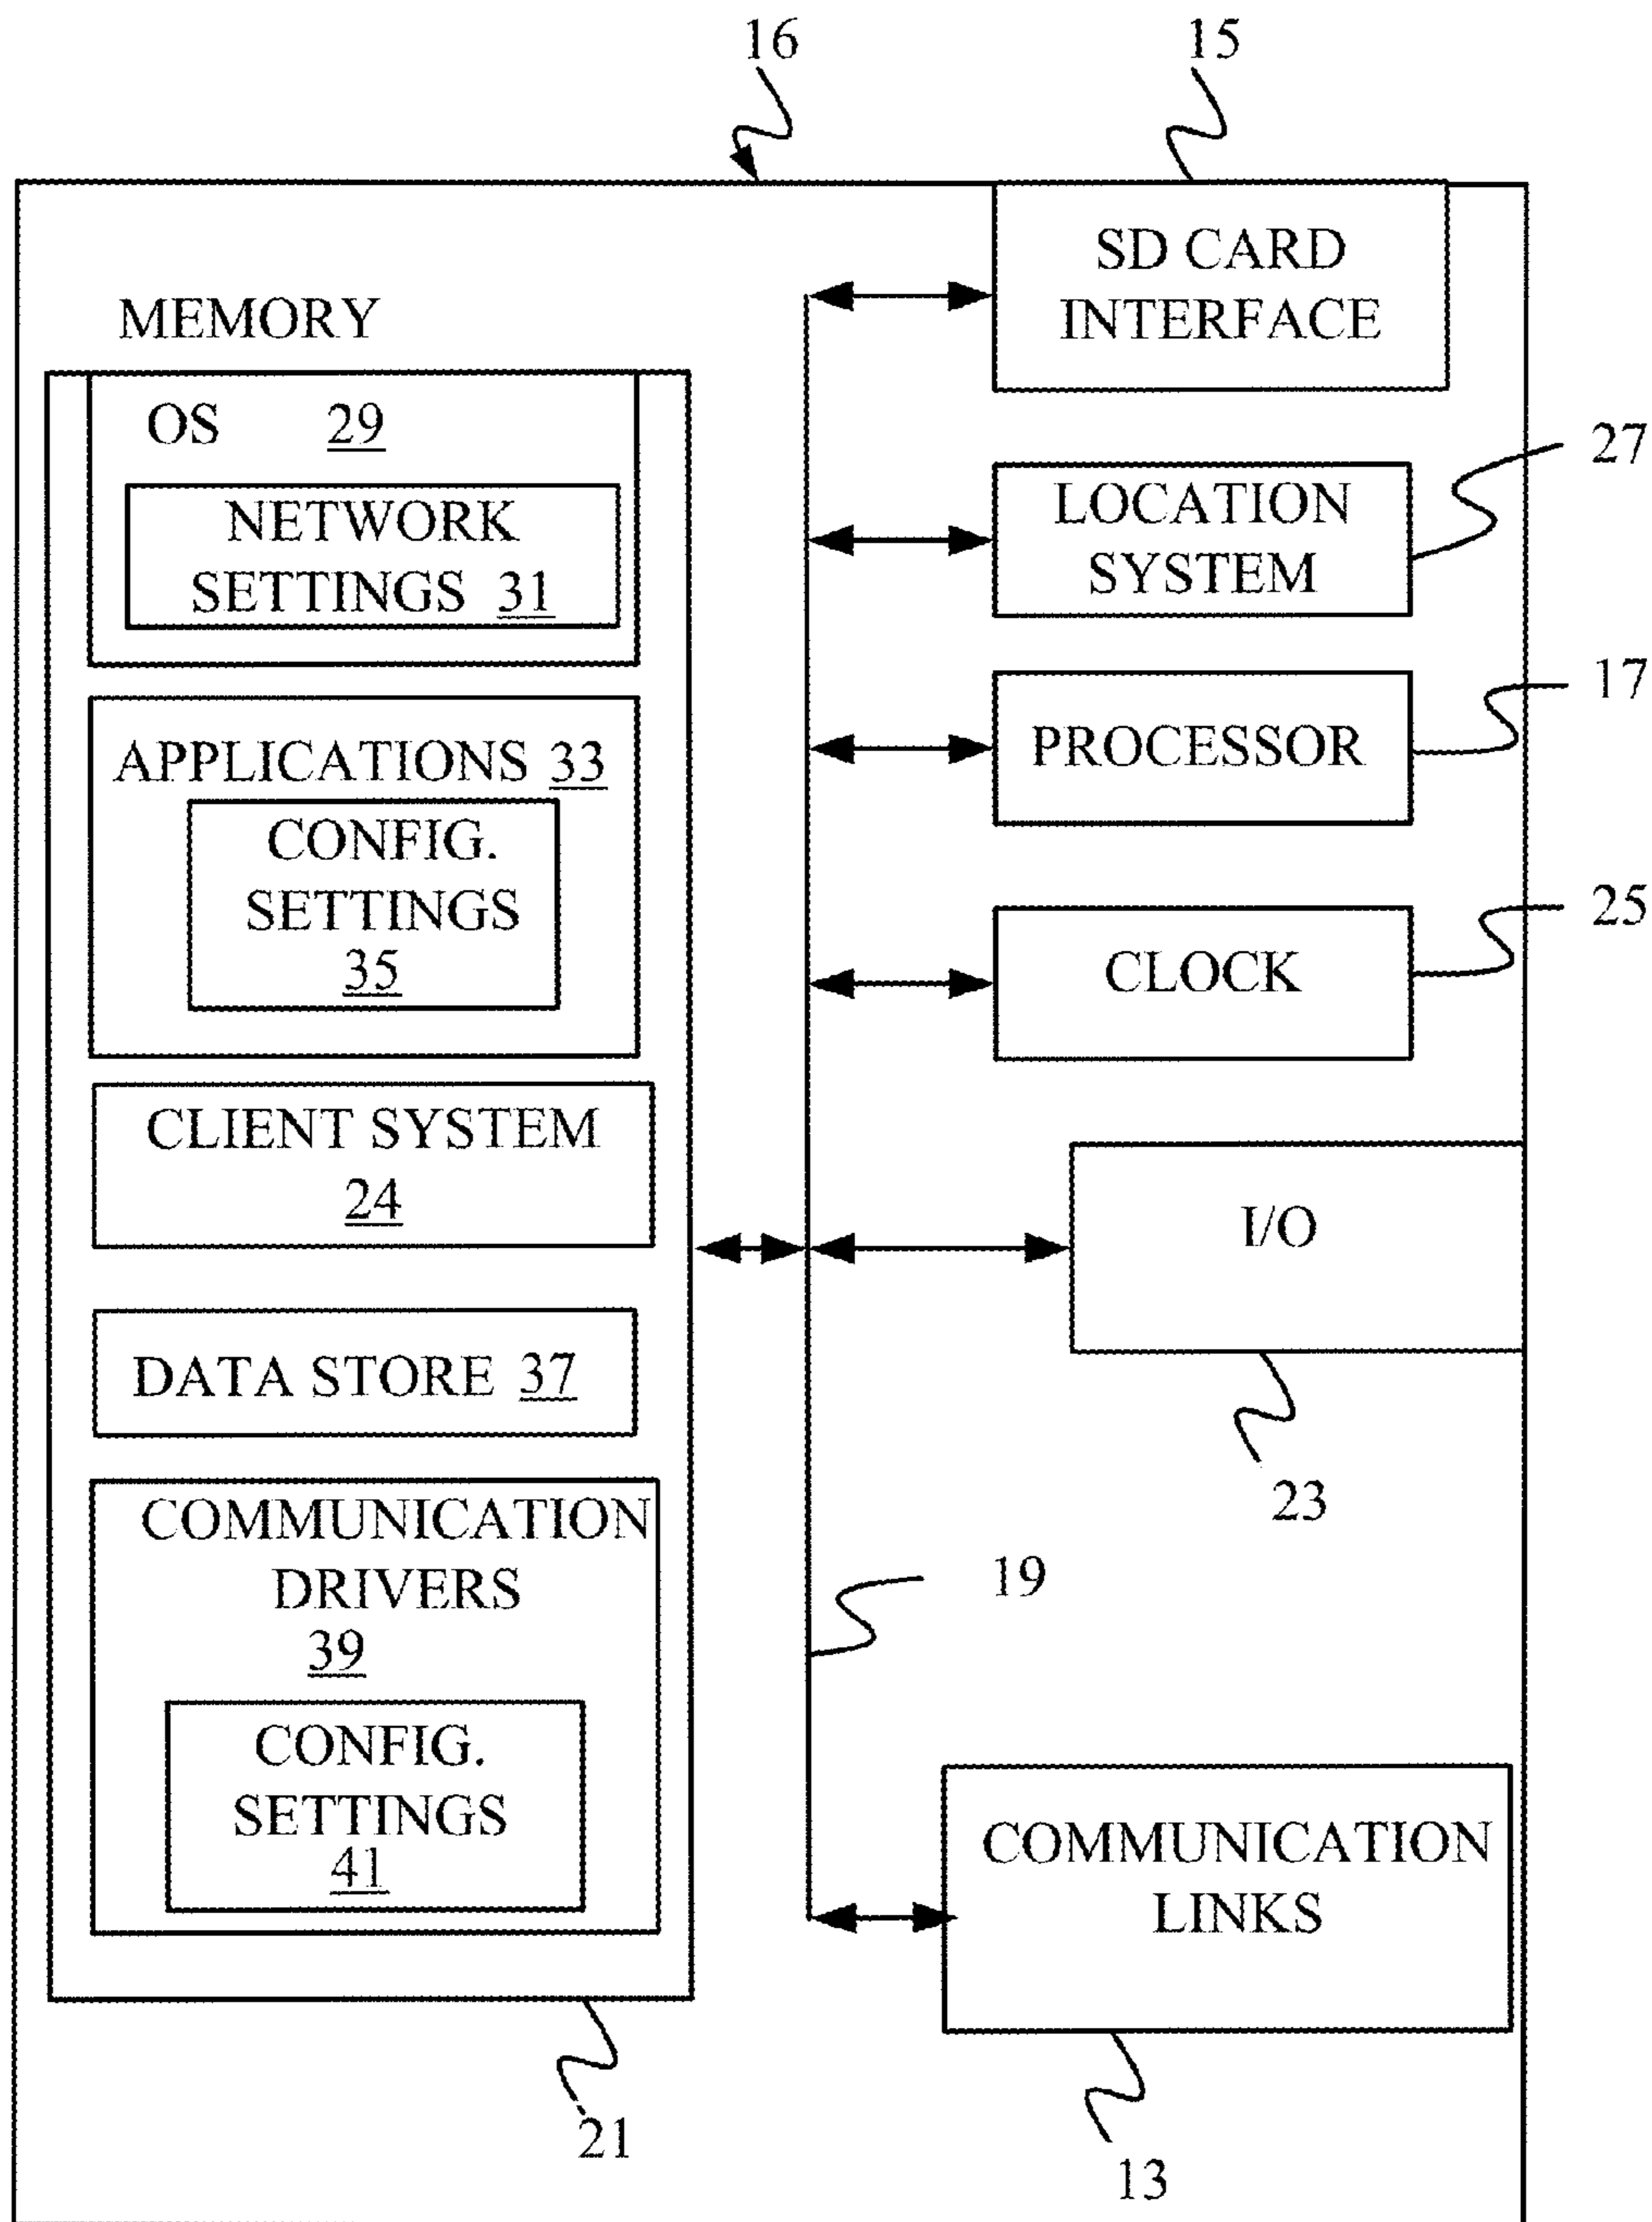 16
15
SD CARD
INTERFACE
MEMORY
OS 29
NETWORK
SETTINGS 31
LOCATION
SYSTEM
27
APPLICATIONS 33
CONFIG.
SETTINGS
35
PROCESSOR
17
CLOCK
25
CLIENT SYSTEM
24
I/O
23
DATA STORE 37
COMMUNICATION
DRIVERS
39
CONFIG.
SETTINGS
41
19
COMMUNICATION
LINKS
21
13